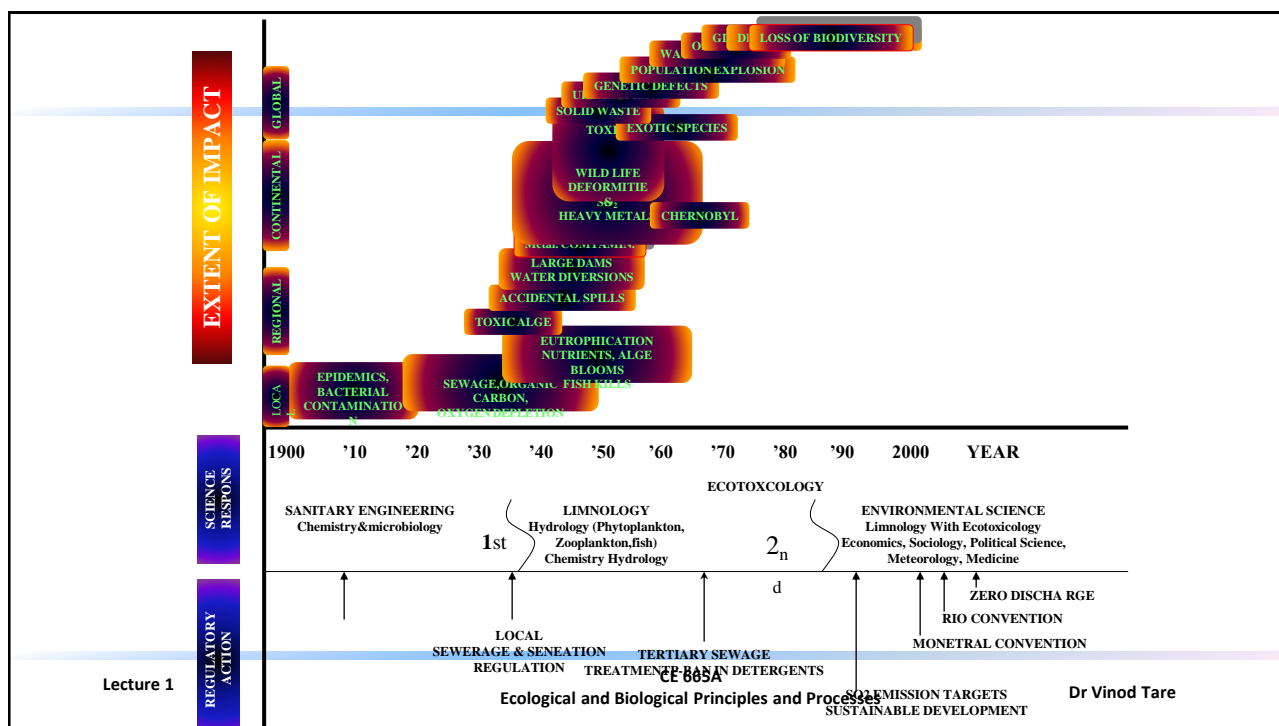 EXTENT OF IMPACT
GLOBAL
CONTINENTAL
REGIONAL
LOCA
L
LOSS OF BIODIVERSITY
D
GL
O
WA
POPULATION EXPLOSION
GENETIC DEFECTS
U
SOLID WASTE
TOXI
EXOTIC SPECIES
WILD LIFE
DEFORMITIE
S
HEAVY METAL
CHERNOBYL
Metal. COMTAMIN.
LARGE DAMS
WATER DIVERSIONS
ACCIDENTAL SPILLS
TOXIC ALGE
EUTROPHICATION
NUTRIENTS, ALGE
BLOOMS
FISH KILLS
EPIDEMICS,
BACTERIAL
CONTAMINATIO
N
SEWAGE,ORGANIC
CARBON,
OXYGEN DEPLETION
1900 '10 '20 '30 '40 '50 '60 '70 '80 '90 2000 YEAR
SCIENCE
RESPONS
ECOTOXCOLOGY
SANITARY ENGINEERING
Chemistry&microbiology
1st
LIMNOLOGY
Hydrology (Phytoplankton,
Zooplankton,fish)
Chemistry Hydrology
2n
d
ENVIRONMENTAL SCIENCE
Limnology With Ecotoxicology
Economics, Sociology, Political Science,
Meteorology, Medicine
REGULATORY
ACTION
ZERO DISCHA RGE
RIO CONVENTION
MONETRAL CONVENTION
LOCAL
SEWERAGE & SENEATION
REGULATION
TERTIARY SEWAGE
TREATMENTP-BAN IN DETERGENTS
SO2 EMISSION TARGETS
SUSTAINABLE DEVELOPMENT
Lecture 1
CE 665A
Ecological and Biological Principles and Processes
Dr Vinod Tare